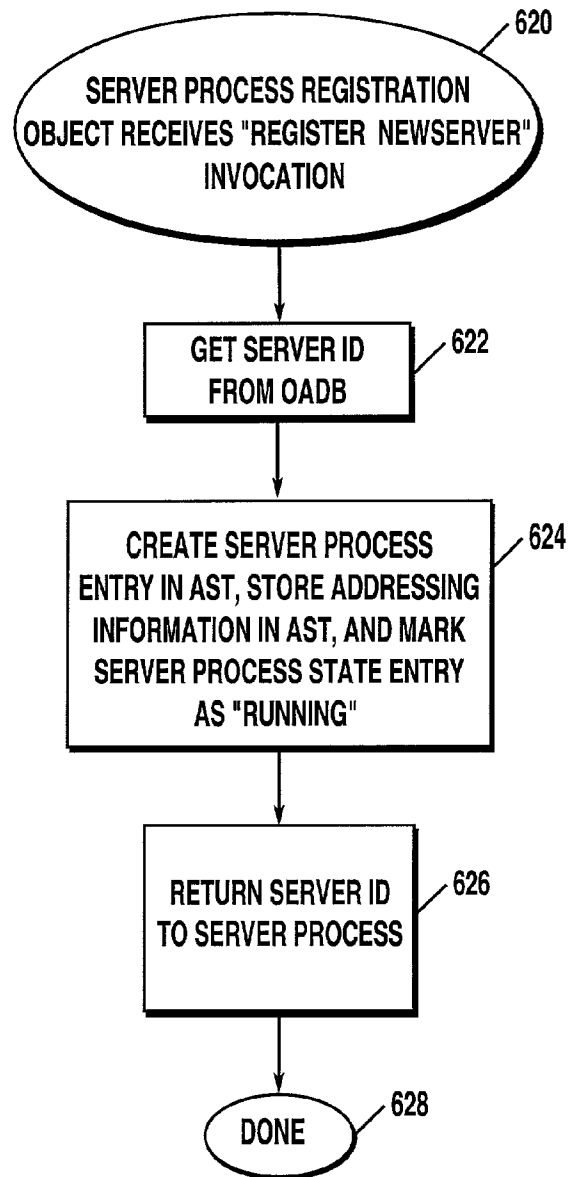 620
SERVER PROCESS REGISTRATION
OBJECT RECEIVES "REGISTER NEWSERVER"
INVOCATION
GET SERVER ID
FROM OADB
622
CREATE SERVER PROCESS
ENTRY IN AST, STORE ADDRESSING
INFORMATION IN AST, AND MARK
SERVER PROCESS STATE ENTRY
AS "RUNNING"
624
RETURN SERVER ID
TO SERVER PROCESS
626
DONE
628